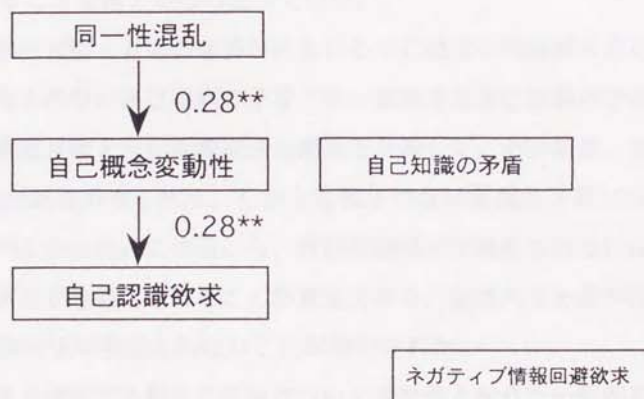 同一性混乱
0.28**
自己概念変動性
自己知識の矛盾
0.28**
自己認識欲求
ネガティブ情報回避欲求